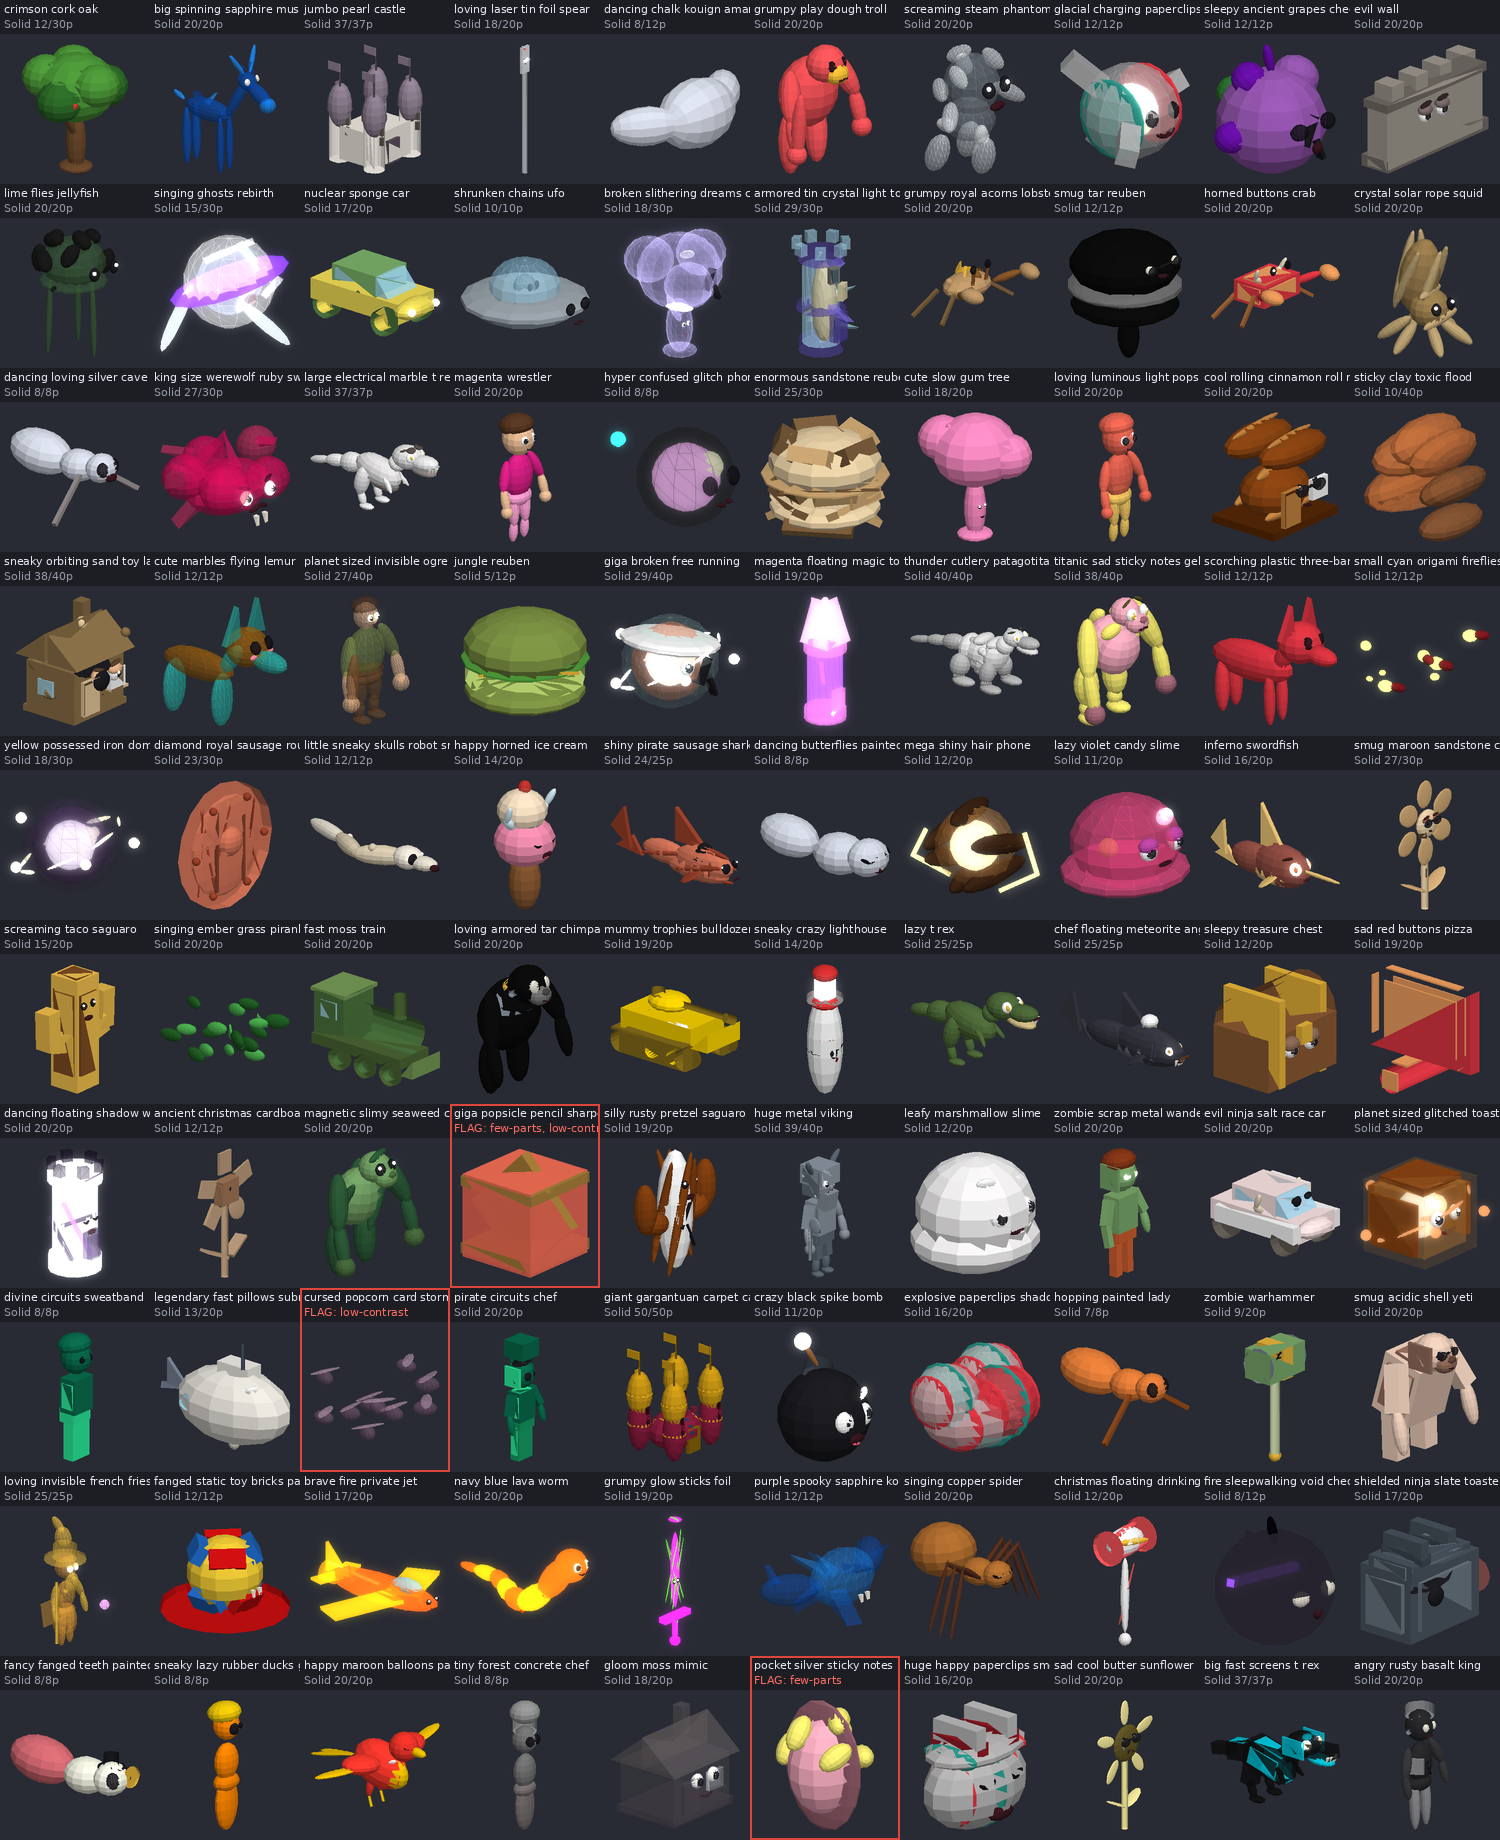 crimson cork oak
Solid 12/30p
big spinning sapphire mus
Solid 20/20p
jumbo pearl castle
Solid 37/37p
loving laser tin foil spear
Solid 18/20p
dancing chalk kouign ama
Solid 8/12p
grumpy play dough troll
Solid 20/20p
screaming steam phantom
Solid 20/20p
glacial charging paperclips
Solid 12/12p
sleepy ancient grapes che
Solid 12/12p
evil wall
Solid 20/20p
lime flies jellyfish
Solid 20/20p
singing ghosts rebirth
Solid 15/30p
nuclear sponge car
Solid 17/20p
shrunken chains ufo
Solid 10/10p
broken slithering dreams c
Solid 18/30p
armored tin crystal light to
Solid 29/30p
grumpy royal acorns lobst
Solid 20/20p
smug tar reuben
Solid 12/12p
horned buttons crab
Solid 20/20p
crystal solar rope squid
Solid 20/20p
dancing loving silver cave
Solid 8/8p
king size werewolf ruby sw
Solid 27/30p
large electrical marble t re
Solid 37/37p
magenta wrestler
Solid 20/20p
hyper confused glitch phon
Solid 8/8p
enormous sandstone reub
Solid 25/30p
cute slow gum tree
Solid 18/20p
loving luminous light pops
Solid 20/20p
cool rolling cinnamon roll r
Solid 20/20p
sticky clay toxic flood
Solid 10/40p
sneaky orbiting sand toy la
Solid 38/40p
cute marbles flying lemur
Solid 12/12p
planet sized invisible ogre
Solid 27/40p
jungle reuben
Solid 5/12p
giga broken free running
Solid 29/40p
magenta floating magic to
Solid 19/20p
thunder cutlery patagotita
Solid 40/40p
titanic sad sticky notes gel
Solid 38/40p
scorching plastic three-bar
Solid 12/12p
small cyan origami fireflies
Solid 12/12p
yellow possessed iron dom
Solid 18/30p
diamond royal sausage rou
Solid 23/30p
little sneaky skulls robot sr
Solid 12/12p
happy horned ice cream
Solid 14/20p
shiny pirate sausage shark
Solid 24/25p
dancing butterflies painted
Solid 8/8p
mega shiny hair phone
Solid 12/20p
lazy violet candy slime
Solid 11/20p
inferno swordfish
Solid 16/20p
smug maroon sandstone c
Solid 27/30p
screaming taco saguaro
Solid 15/20p
singing ember grass piranl
Solid 20/20p
fast moss train
Solid 20/20p
loving armored tar chimpa
Solid 20/20p
mummy trophies bulldozer
Solid 19/20p
sneaky crazy lighthouse
Solid 14/20p
lazy t rex
Solid 25/25p
chef floating meteorite an
Solid 25/25p
sleepy treasure chest
Solid 12/20p
sad red buttons pizza
Solid 19/20p
dancing floating shadow w
Solid 20/20p
ancient christmas cardboa
Solid 12/12p
magnetic slimy seaweed c
Solid 20/20p
giga popsicle pencil sharp
FLAG: few-parts, low-contr
silly rusty pretzel saguaro
Solid 19/20p
huge metal viking
Solid 39/40p
leafy marshmallow slime
Solid 12/20p
zombie scrap metal wande
Solid 20/20p
evil ninja salt race car
Solid 20/20p
planet sized glitched toast
Solid 34/40p
divine circuits sweatband
Solid 8/8p
legendary fast pillows subr
Solid 13/20p
cursed popcorn card storn
FLAG: low-contrast
pirate circuits chef
Solid 20/20p
giant gargantuan carpet ca
Solid 50/50p
crazy black spike bomb
Solid 11/20p
explosive paperclips shado
Solid 16/20p
hopping painted lady
Solid 7/8p
zombie warhammer
Solid 9/20p
smug acidic shell yeti
Solid 20/20p
loving invisible french fries
Solid 25/25p
fanged static toy bricks pa
Solid 12/12p
brave fire private jet
Solid 17/20p
navy blue lava worm
Solid 20/20p
grumpy glow sticks foil
Solid 19/20p
purple spooky sapphire ko
Solid 12/12p
singing copper spider
Solid 20/20p
christmas floating drinking
Solid 12/20p
fire sleepwalking void chec
Solid 8/12p
shielded ninja slate toaste
Solid 17/20p
fancy fanged teeth painted
Solid 8/8p
sneaky lazy rubber ducks
Solid 8/8p
happy maroon balloons pa
Solid 20/20p
tiny forest concrete chef
Solid 8/8p
gloom moss mimic
Solid 18/20p
pocket silver sticky notes
FLAG: few-parts
huge happy paperclips sm
Solid 16/20p
sad cool butter sunflower
Solid 20/20p
big fast screens t rex
Solid 37/37p
angry rusty basalt king
Solid 20/20p